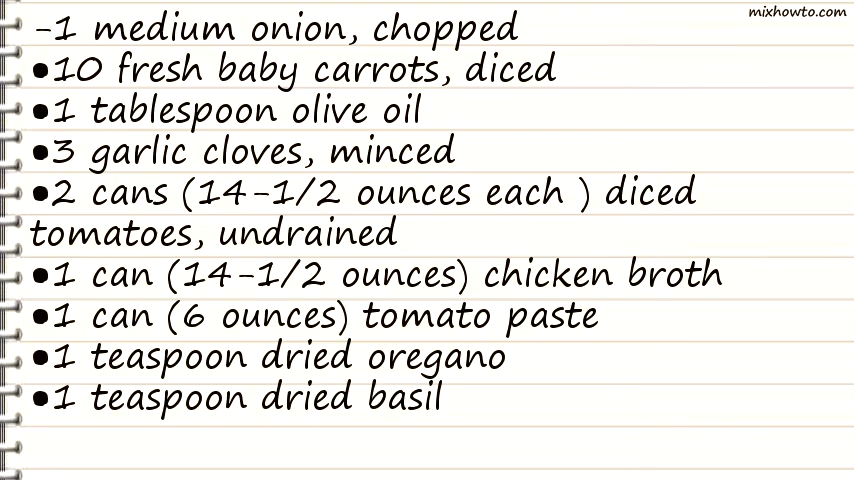 mixhowto.com
-1 medium onion, chopped
•10 fresh baby carrots, diced
•1 tablespoon olive oil
•3 garlic cloves, minced
•2 cans (14-1/2 ounces each ) diced
tomatoes, undrained
•1 can (14-1/2 ounces) chicken broth
•1 can (6 ounces) tomato paste
•1 teaspoon dried oregano
•1 teaspoon dried basil